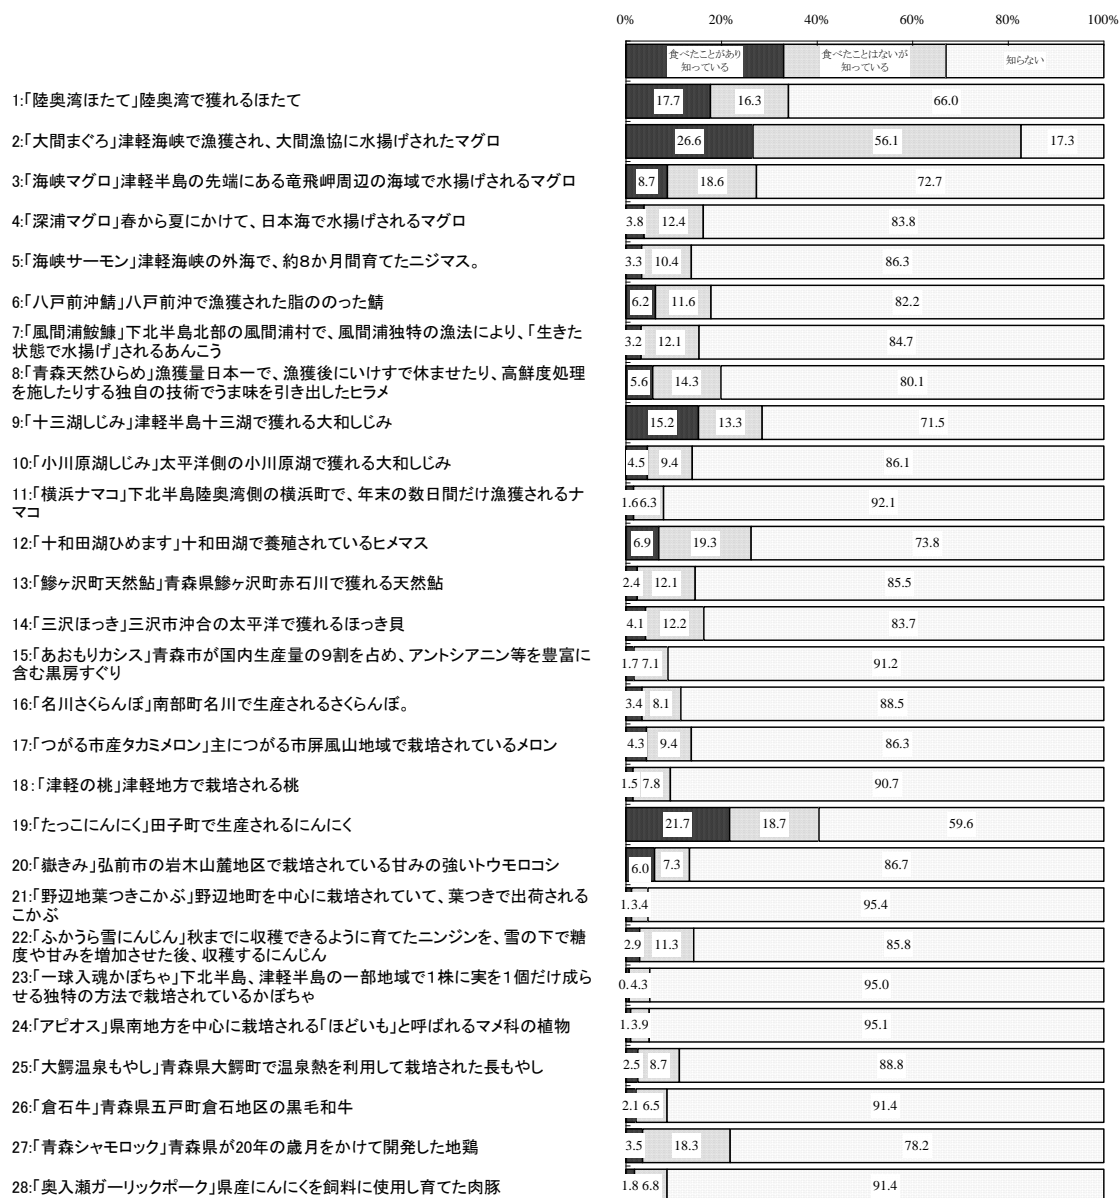 0% 20% 40% 60% 80% 100%
食べたことがあり
知っている
食べたことはないが
知っている
知らない
1:「陸奥湾ほたて」陸奥湾で獲れるほたて 17.7 16.3 66.0
2:「大間まぐろ」津軽海峡で漁獲され、大間漁協に水揚げされたマグロ 26.6 56.1 17.3
3:「海峡マグロ」津軽半島の先端にある竜飛岬周辺の海域で水揚げされるマグロ 8.7 18.6 72.7
4:「深浦マグロ」春から夏にかけて、日本海で水揚げされるマグロ 3.8 12.4 83.8
5:「海峡サーモン」津軽海峡の外海で、約8か月間育てたニジマス。 3.3 10.4 86.3
6:「八戸前沖鯖」八戸前沖で漁獲された脂ののった鯖 6.2 11.6 82.2
7:「風間浦鮟鱇」下北半島北部の風間浦村で、風間浦独特の漁法により、「生きた
状態で水揚げ」されるあんこう 3.2 12.1 84.7
8:「青森天然ひらめ」漁獲量日本一で、漁獲後にいけすで休ませたり、高鮮度処理
を施したりする独自の技術でうま味を引き出したヒラメ 5.6 14.3 80.1
9:「十三湖しじみ」津軽半島十三湖で獲れる大和しじみ 15.2 13.3 71.5
10:「小川原湖しじみ」太平洋側の小川原湖で獲れる大和しじみ 4.5 9.4 86.1
11:「横浜ナマコ」下北半島陸奥湾側の横浜町で、年末の数日間だけ漁獲されるナ
マコ 1.6 6.3 92.1
12:「十和田湖ひめます」十和田湖で養殖されているヒメマス 6.9 19.3 73.8
13:「鰺ヶ沢町天然鮎」青森県鰺ヶ沢町赤石川で獲れる天然鮎 2.4 12.1 85.5
14:「三沢ほっき」三沢市沖合の太平洋で獲れるほっき貝 4.1 12.2 83.7
15:「あおもりカシス」青森市が国内生産量の9割を占め、アントシアニン等を豊富に
含む黒房すぐり 1.7 7.1 91.2
16:「名川さくらんぼ」南部町名川で生産されるさくらんぼ。 3.4 8.1 88.5
17:「つがる市産タカミメロン」主につがる市屏風山地域で栽培されているメロン 4.3 9.4 86.3
18:「津軽の桃」津軽地方で栽培される桃 1.5 7.8 90.7
19:「たっこにんにく」田子町で生産されるにんにく 21.7 18.7 59.6
20:「嶽きみ」弘前市の岩木山麓地区で栽培されている甘みの強いトウモロコシ 6.0 7.3 86.7
21:「野辺地葉つきこかぶ」野辺地町を中心に栽培されていて、葉つきで出荷される
こかぶ 3.4 95.4
22:「ふかうら雪にんじん」秋までに収穫できるように育てたニンジンを、雪の下で糖
度や甘みを増加させた後、収穫するにんじん 2.9 11.3 85.8
23:「一球入魂かぼちゃ」下北半島、津軽半島の一部地域で1株に実を1個だけ成ら
せる独特の方法で栽培されているかぼちゃ 4.3 95.0
24:「アピオス」県南地方を中心に栽培される「ほどいも」と呼ばれるマメ科の植物 3.9 95.1
25:「大鰐温泉もやし」青森県大鰐町で温泉熱を利用して栽培された長もやし 2.5 8.7 88.8
26:「倉石牛」青森県五戸町倉石地区の黒毛和牛 2.1 6.5 91.4
27:「青森シャモロック」青森県が20年の歳月をかけて開発した地鶏 3.5 18.3 78.2
28:「奥入瀬ガーリックポーク」県産にんにくを飼料に使用し育てた肉豚 1.8 6.8 91.4